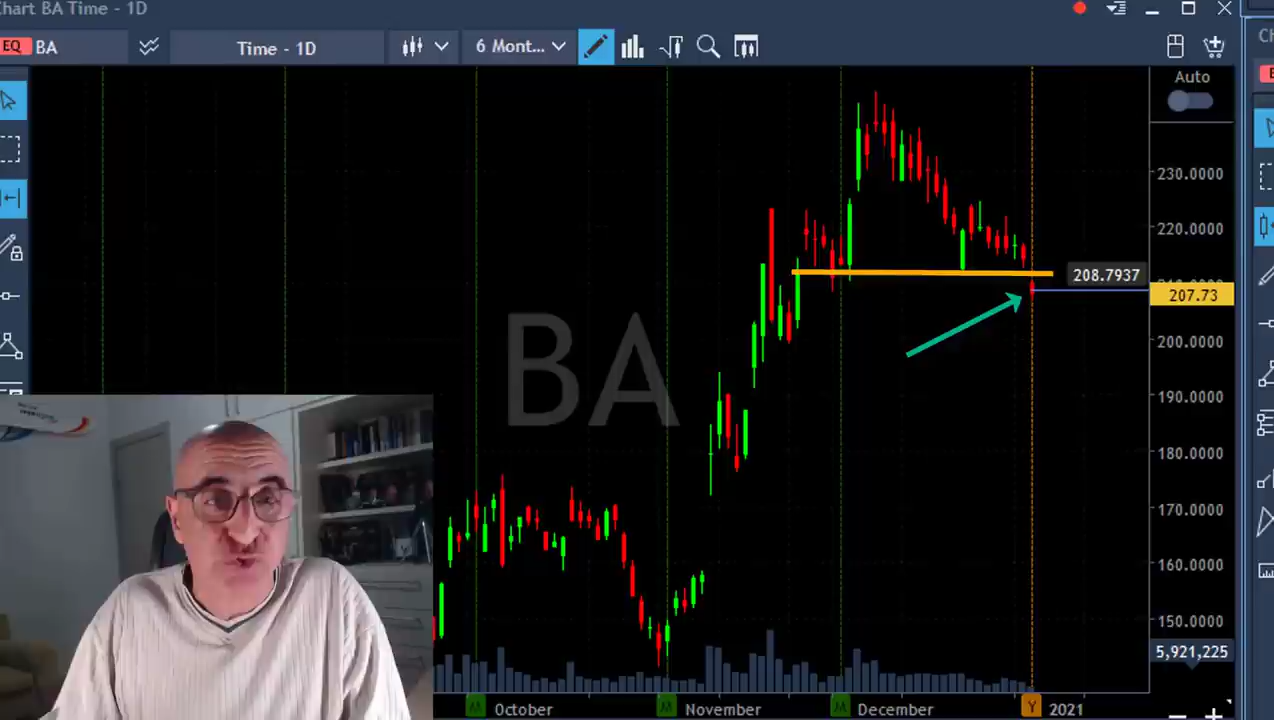 Chart BA Time - 1D
EQ BA
Time - 1D
6 Mont...
Auto
230.0000
220.0000
208.7937
207.73
200.0000
190.0000
BA
180.0000
170.0000
160.0000
150.0000
5,921,225
M October
M November
M December
Y 2021